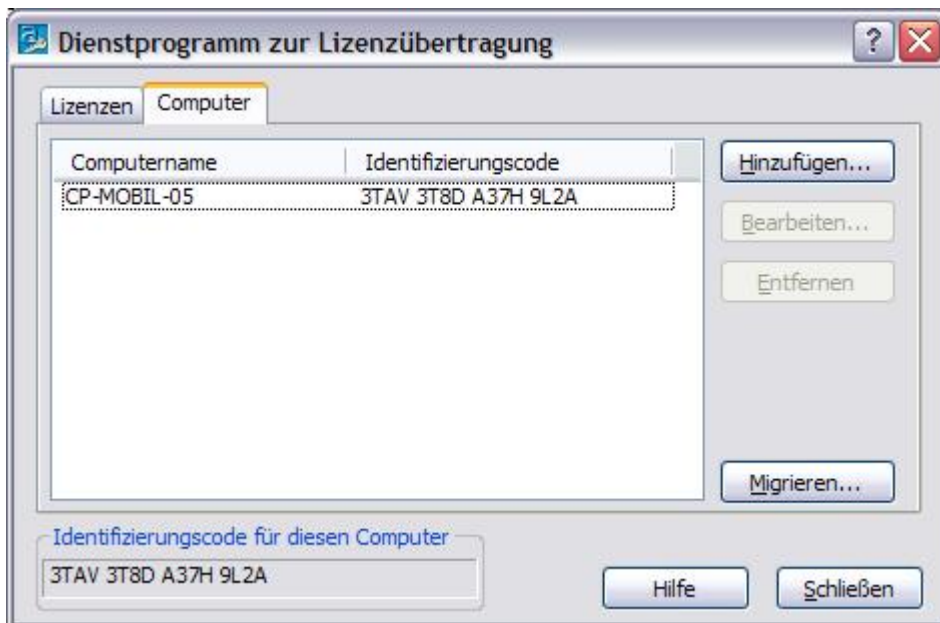 Dienstprogramm zur Lizenzübertragung
Lizenzen Computer
Computername Identifizierungscode Hinzufügen...
CP-MOBIL-05 3TAV 3T8D A37H 9L2A
Bearbeiten...
Entfernen
Migrieren...
Identifizierungscode für diesen Computer
3TAV 3T8D A37H 9L2A
Hilfe Schließen